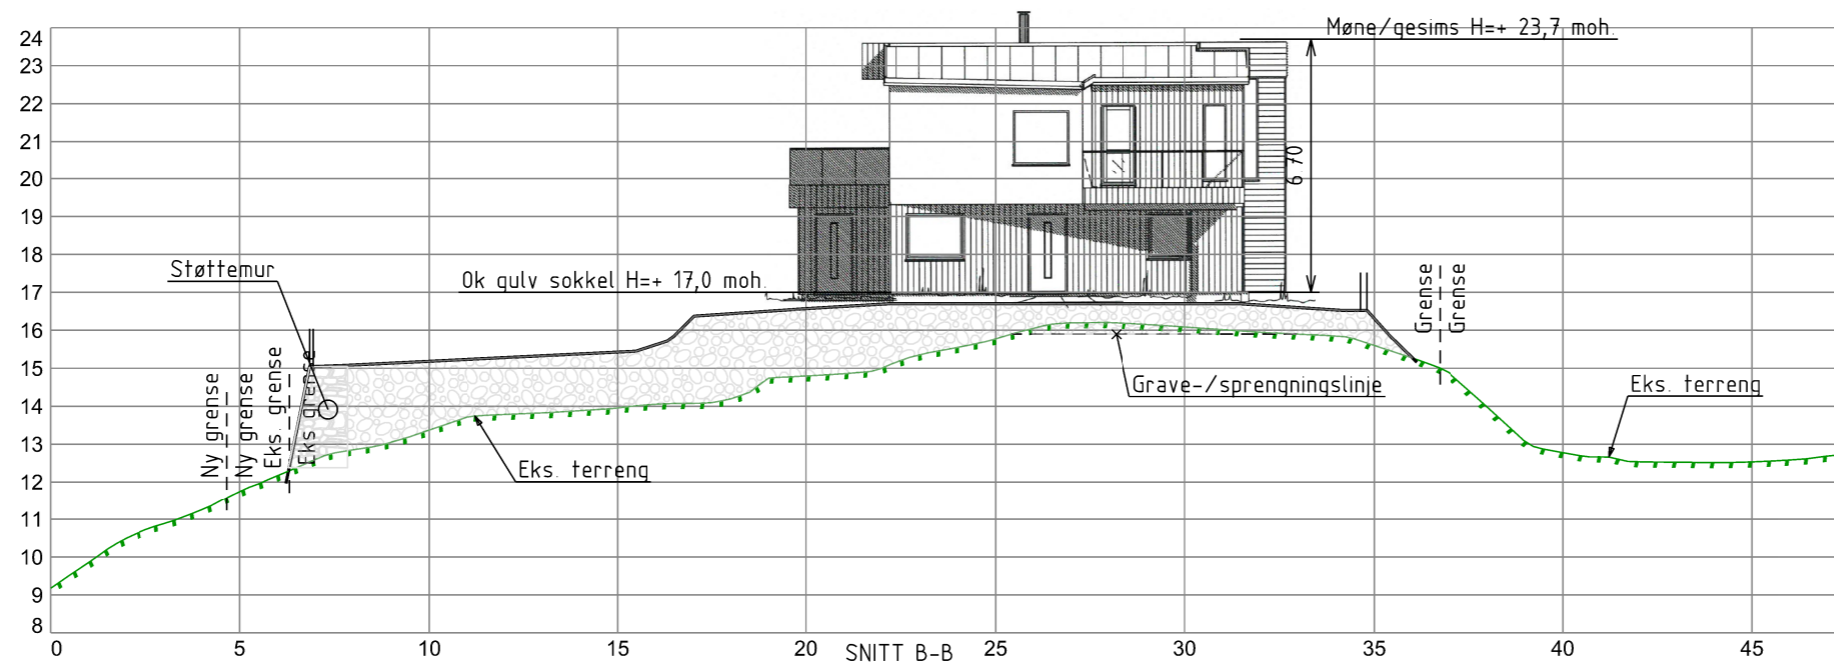 Møne/gesims H=+ 23,7 moh.
24
23
22
21
20
19
18
17
16
15
14
13
12
11
10
9
8
6 70
Støttemur
Ok gulv sokkel H=+ 17,0 moh.
Grense
Grense
Ny grense
Ny grense
Eks. grense
Eks. grense
Grave-/sprengningslinje
Eks. terreng
Eks. terreng
0
5
10
15
20
25
30
35
40
45
SNITT B-B